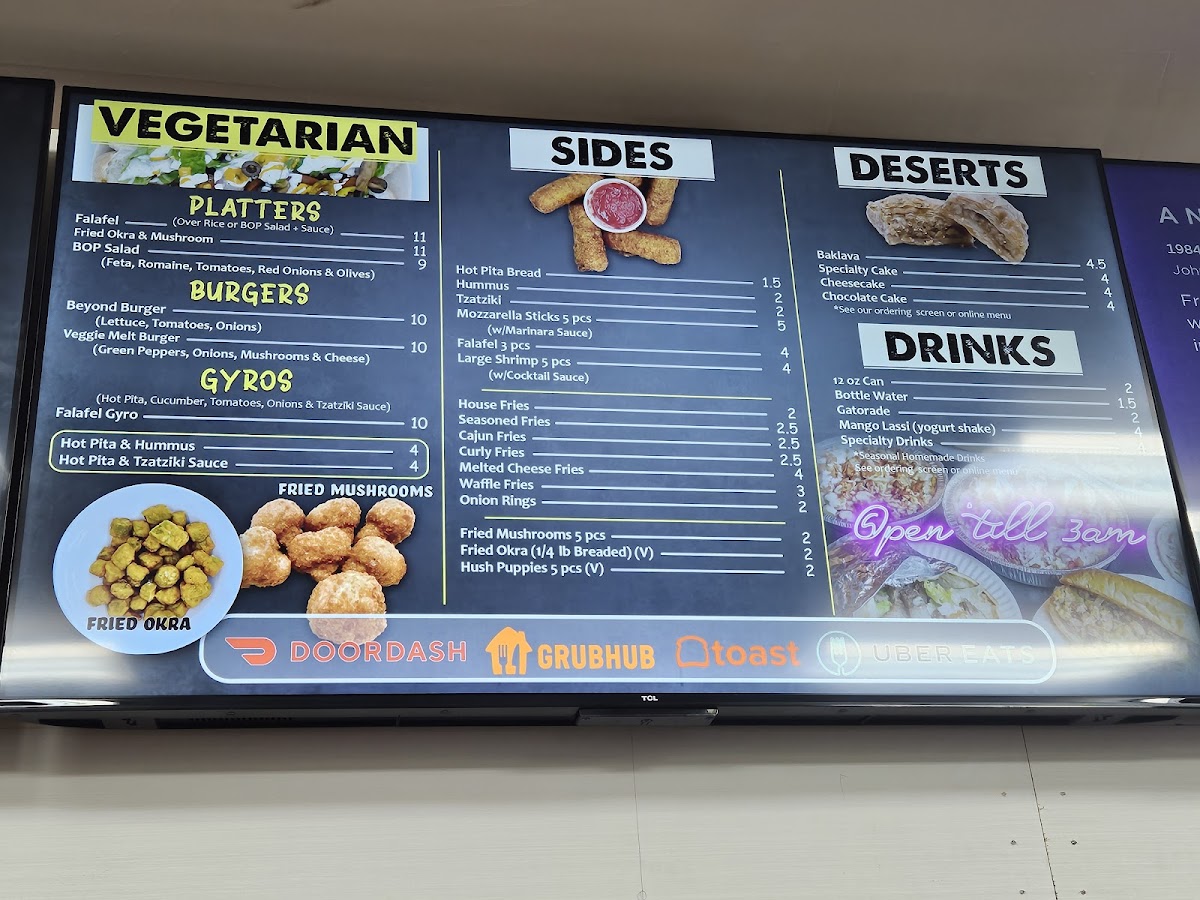 VEGETARIAN
PLATTERS
Falafel (Over Rice or BOP Salad + Sauce) 11
Fried Okra & Mushroom 11
BOP Salad 9
(Feta, Romaine, Tomatoes, Red Onions & Olives)
BURGERS
Beyond Burger 10
(Lettuce, Tomatoes, Onions)
Veggie Melt Burger 10
(Green Peppers, Onions, Mushrooms & Cheese)
GYROS
(Hot Pita, Cucumber, Tomatoes, Onions & Tzatziki Sauce)
Falafel Gyro 10
Hot Pita & Hummus 4
Hot Pita & Tzatziki Sauce 4
FRIED MUSHROOMS
FRIED OKRA
SIDES
Hot Pita Bread 1.5
Hummus 2
Tzatziki 2
Mozzarella Sticks 5 pcs 5
(w/Marinara Sauce)
Falafel 3 pcs 4
Large Shrimp 5 pcs 4
(w/Cocktail Sauce)
House Fries 2
Seasoned Fries 2.5
Cajun Fries 2.5
Curly Fries 2.5
Melted Cheese Fries 4
Waffle Fries 3
Onion Rings 2
Fried Mushrooms 5 pcs 2
Fried Okra (1/4 lb Breaded) (V) 2
Hush Puppies 5 pcs (V) 2
DESERTS
Baklava 4.5
Specialty Cake 4
Cheesecake 4
Chocolate Cake 4
*See our ordering screen or online menu
DRINKS
12 oz Can 2
Bottle Water 1.5
Gatorade 2
Mango Lassi (yogurt shake) 4
Specialty Drinks 4
*Seasonal Homemade Drinks
See ordering screen or online menu
Open 'till 3am
DOORDASH GRUBHUB toast UBER EATS
TCL
1984
Joh
Fr